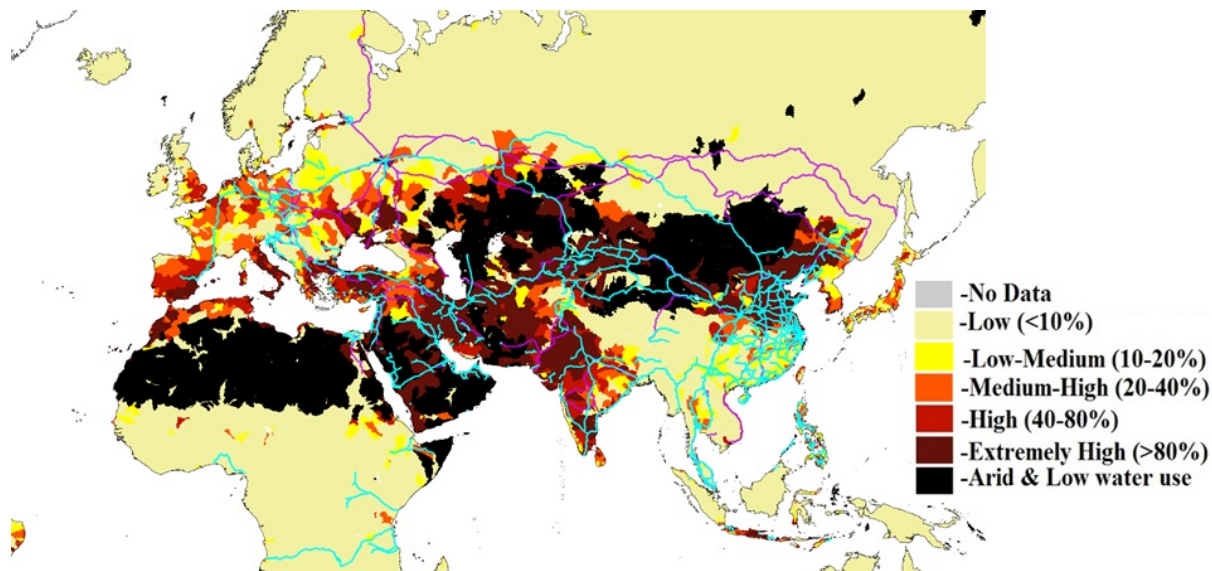 -No Data
-Low (<10%)
-Low-Medium (10-20%)
-Medium-High (20-40%)
-High (40-80%)
-Extremely High (>80%)
-Arid & Low water use